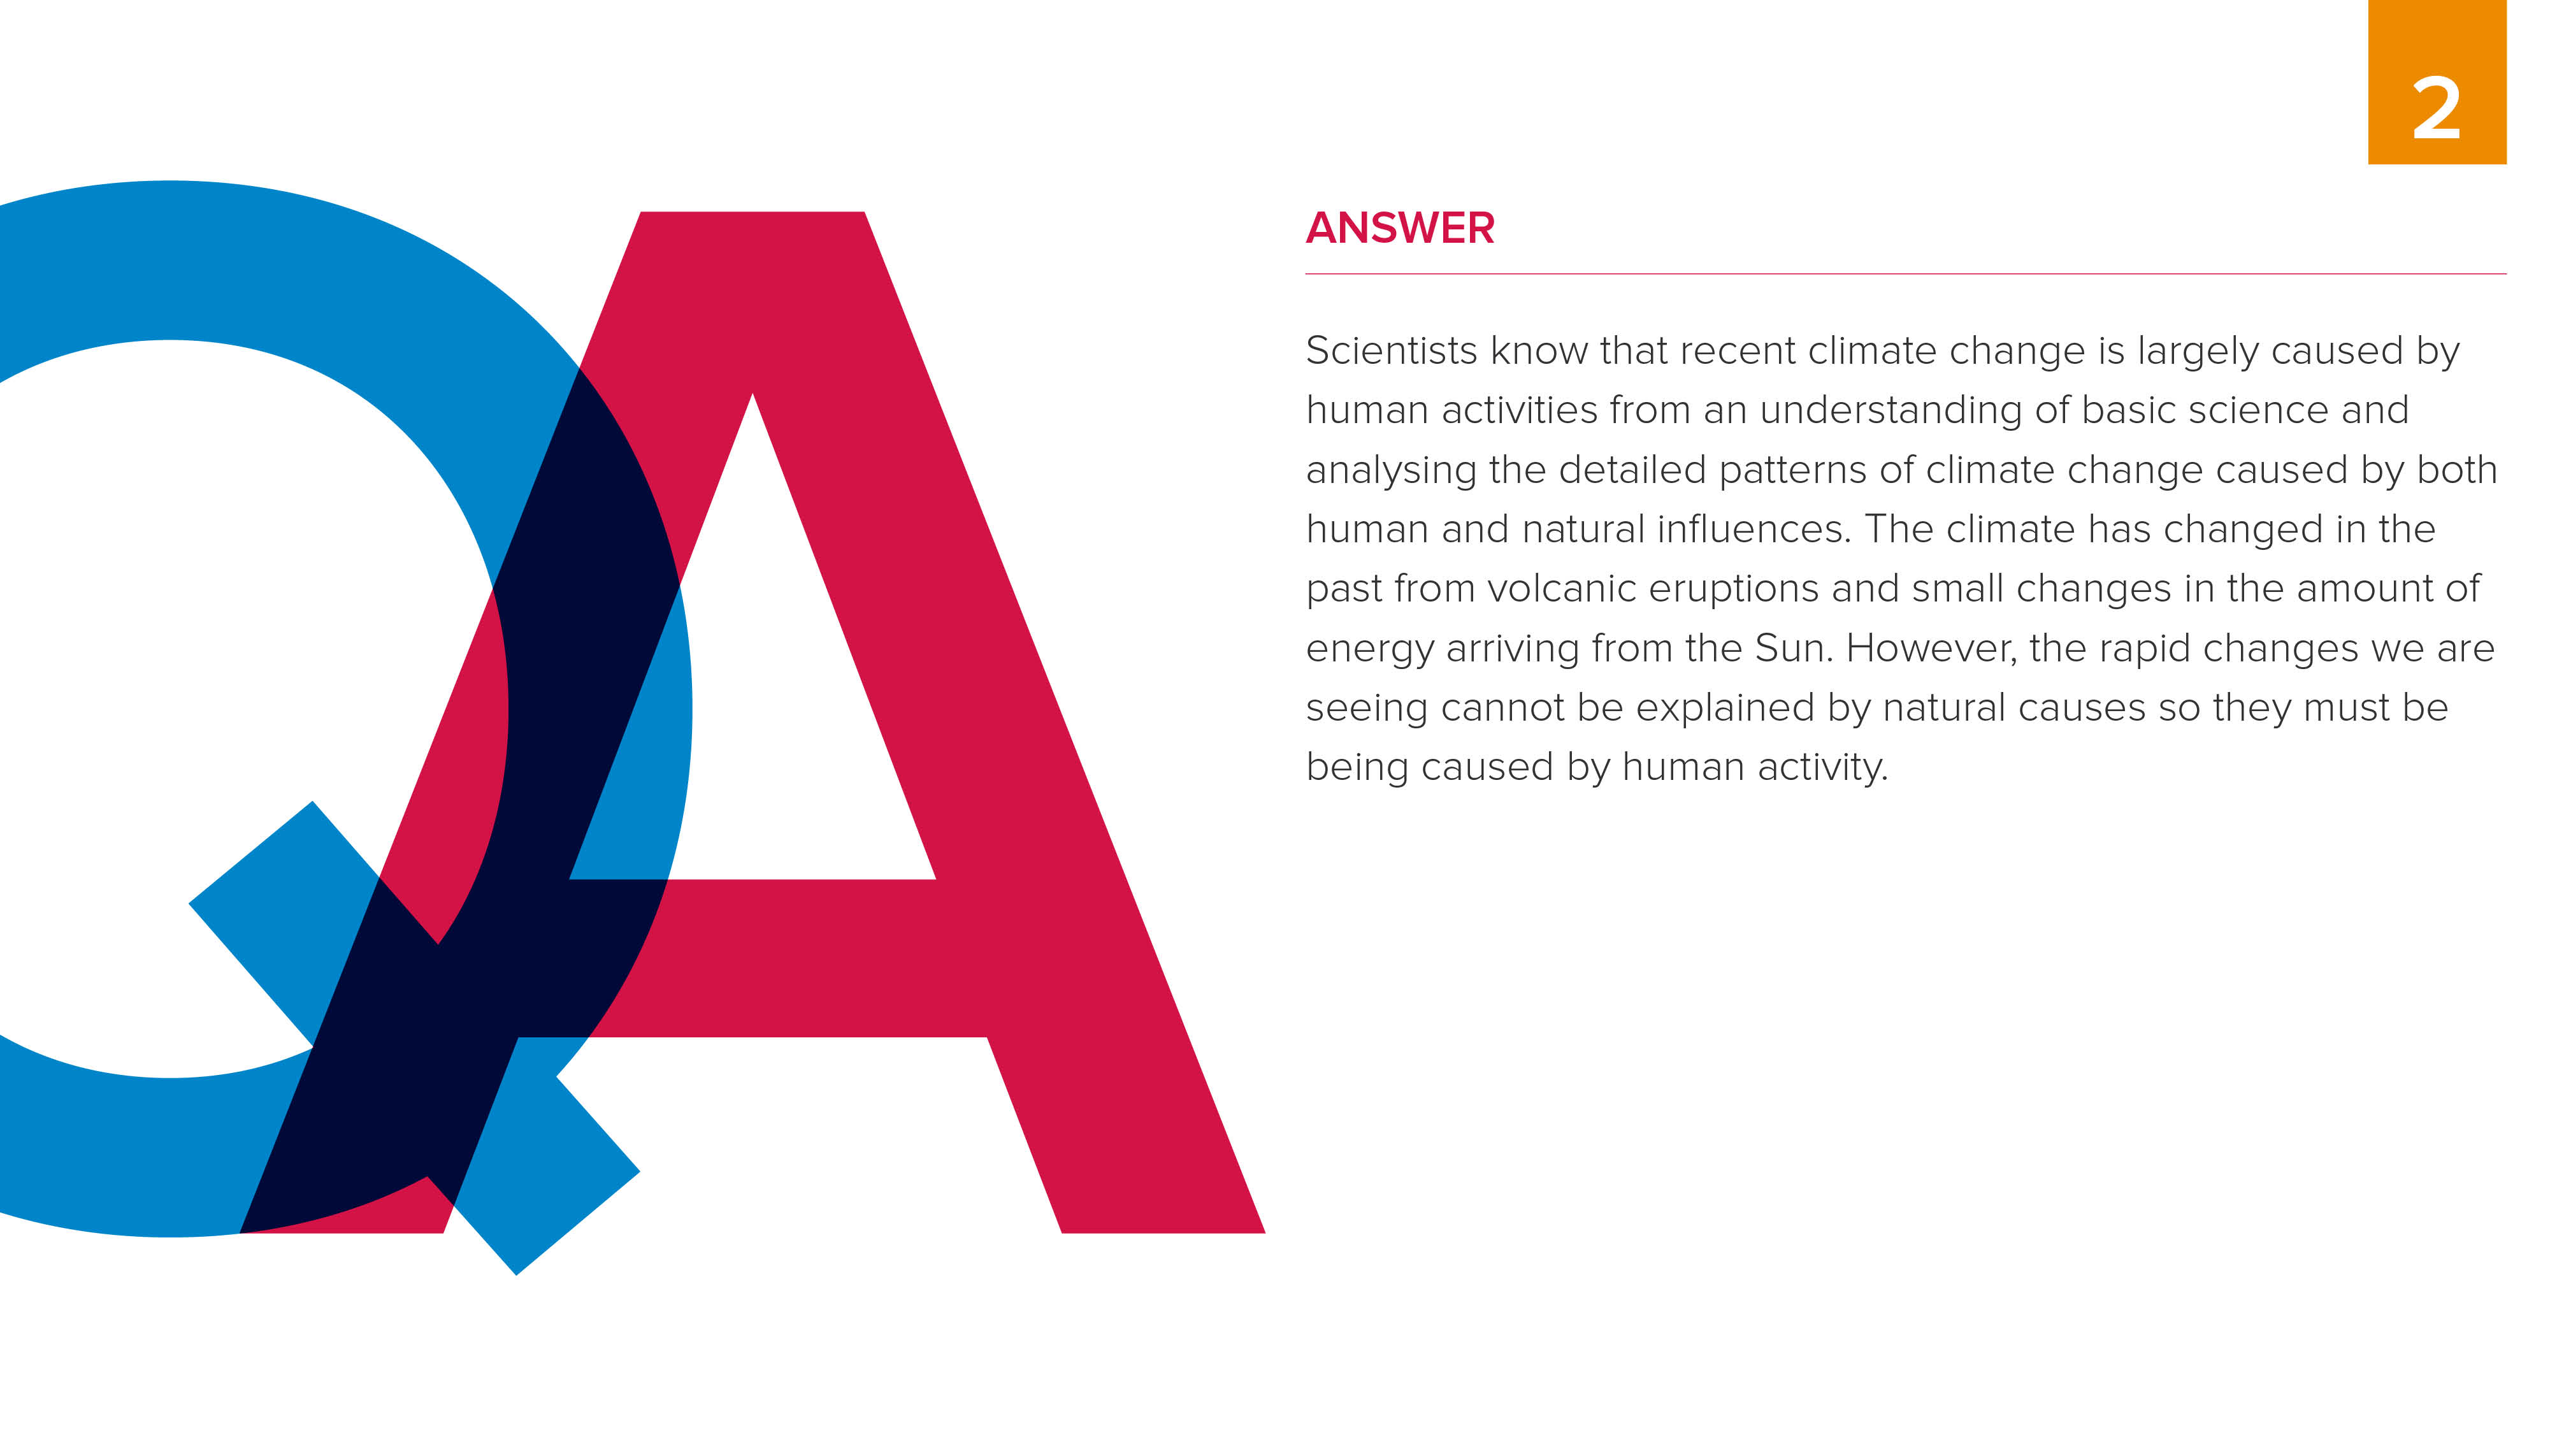 2
QA
ANSWER
Scientists know that recent climate change is largely caused by
human activities from an understanding of basic science and
analysing the detailed patterns of climate change caused by both
human and natural influences. The climate has changed in the
past from volcanic eruptions and small changes in the amount of
energy arriving from the Sun. However, the rapid changes we are
seeing cannot be explained by natural causes so they must be
being caused by human activity.